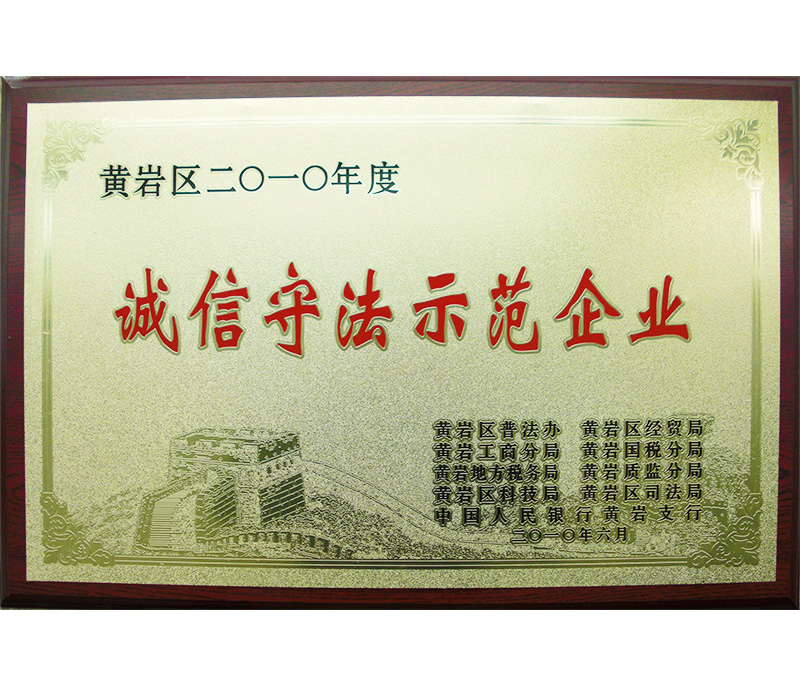 黄岩区二〇一〇年度
诚信守法示范企业
黄岩区普法办 黄岩区经贸局
黄岩工商分局 黄岩国税分局
黄岩地方税务局 黄岩质监分局
黄岩区科技局 黄岩区司法局
中国人民银行黄岩支行
二〇一〇年六月